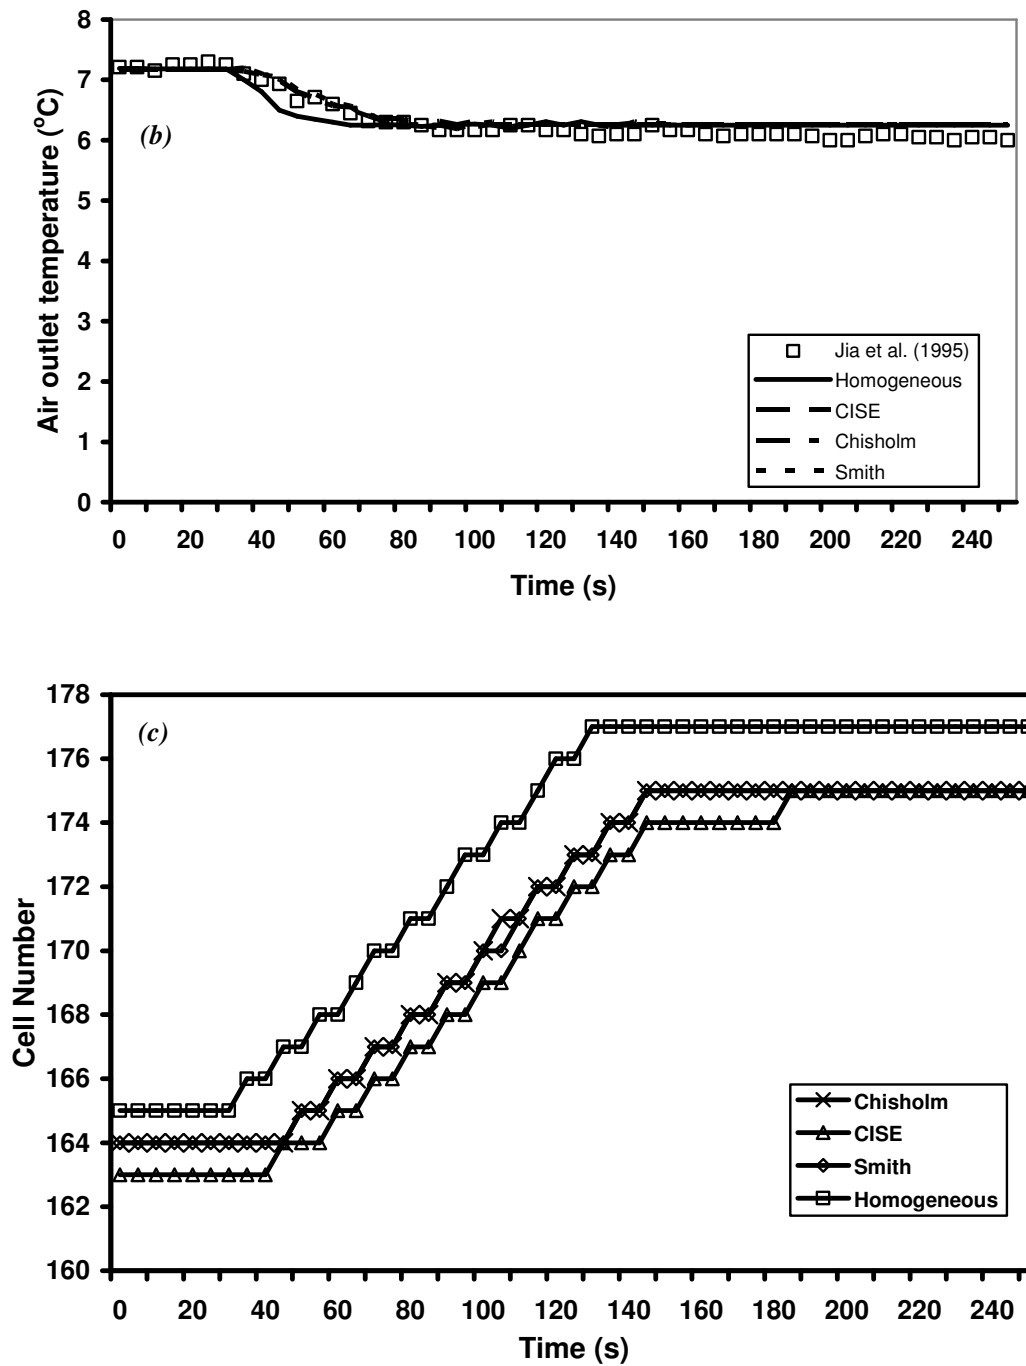 8
7
6
5
4
3
2
1
0
Air outlet temperature (°C)
(b)
Jia et al. (1995)
Homogeneous
CISE
Chisholm
Smith
0 20 40 60 80 100 120 140 160 180 200 220 240
Time (s)
178
176
174
172
170
168
166
164
162
160
Cell Number
(c)
Chisholm
CISE
Smith
Homogeneous
0 20 40 60 80 100 120 140 160 180 200 220 240
Time (s)